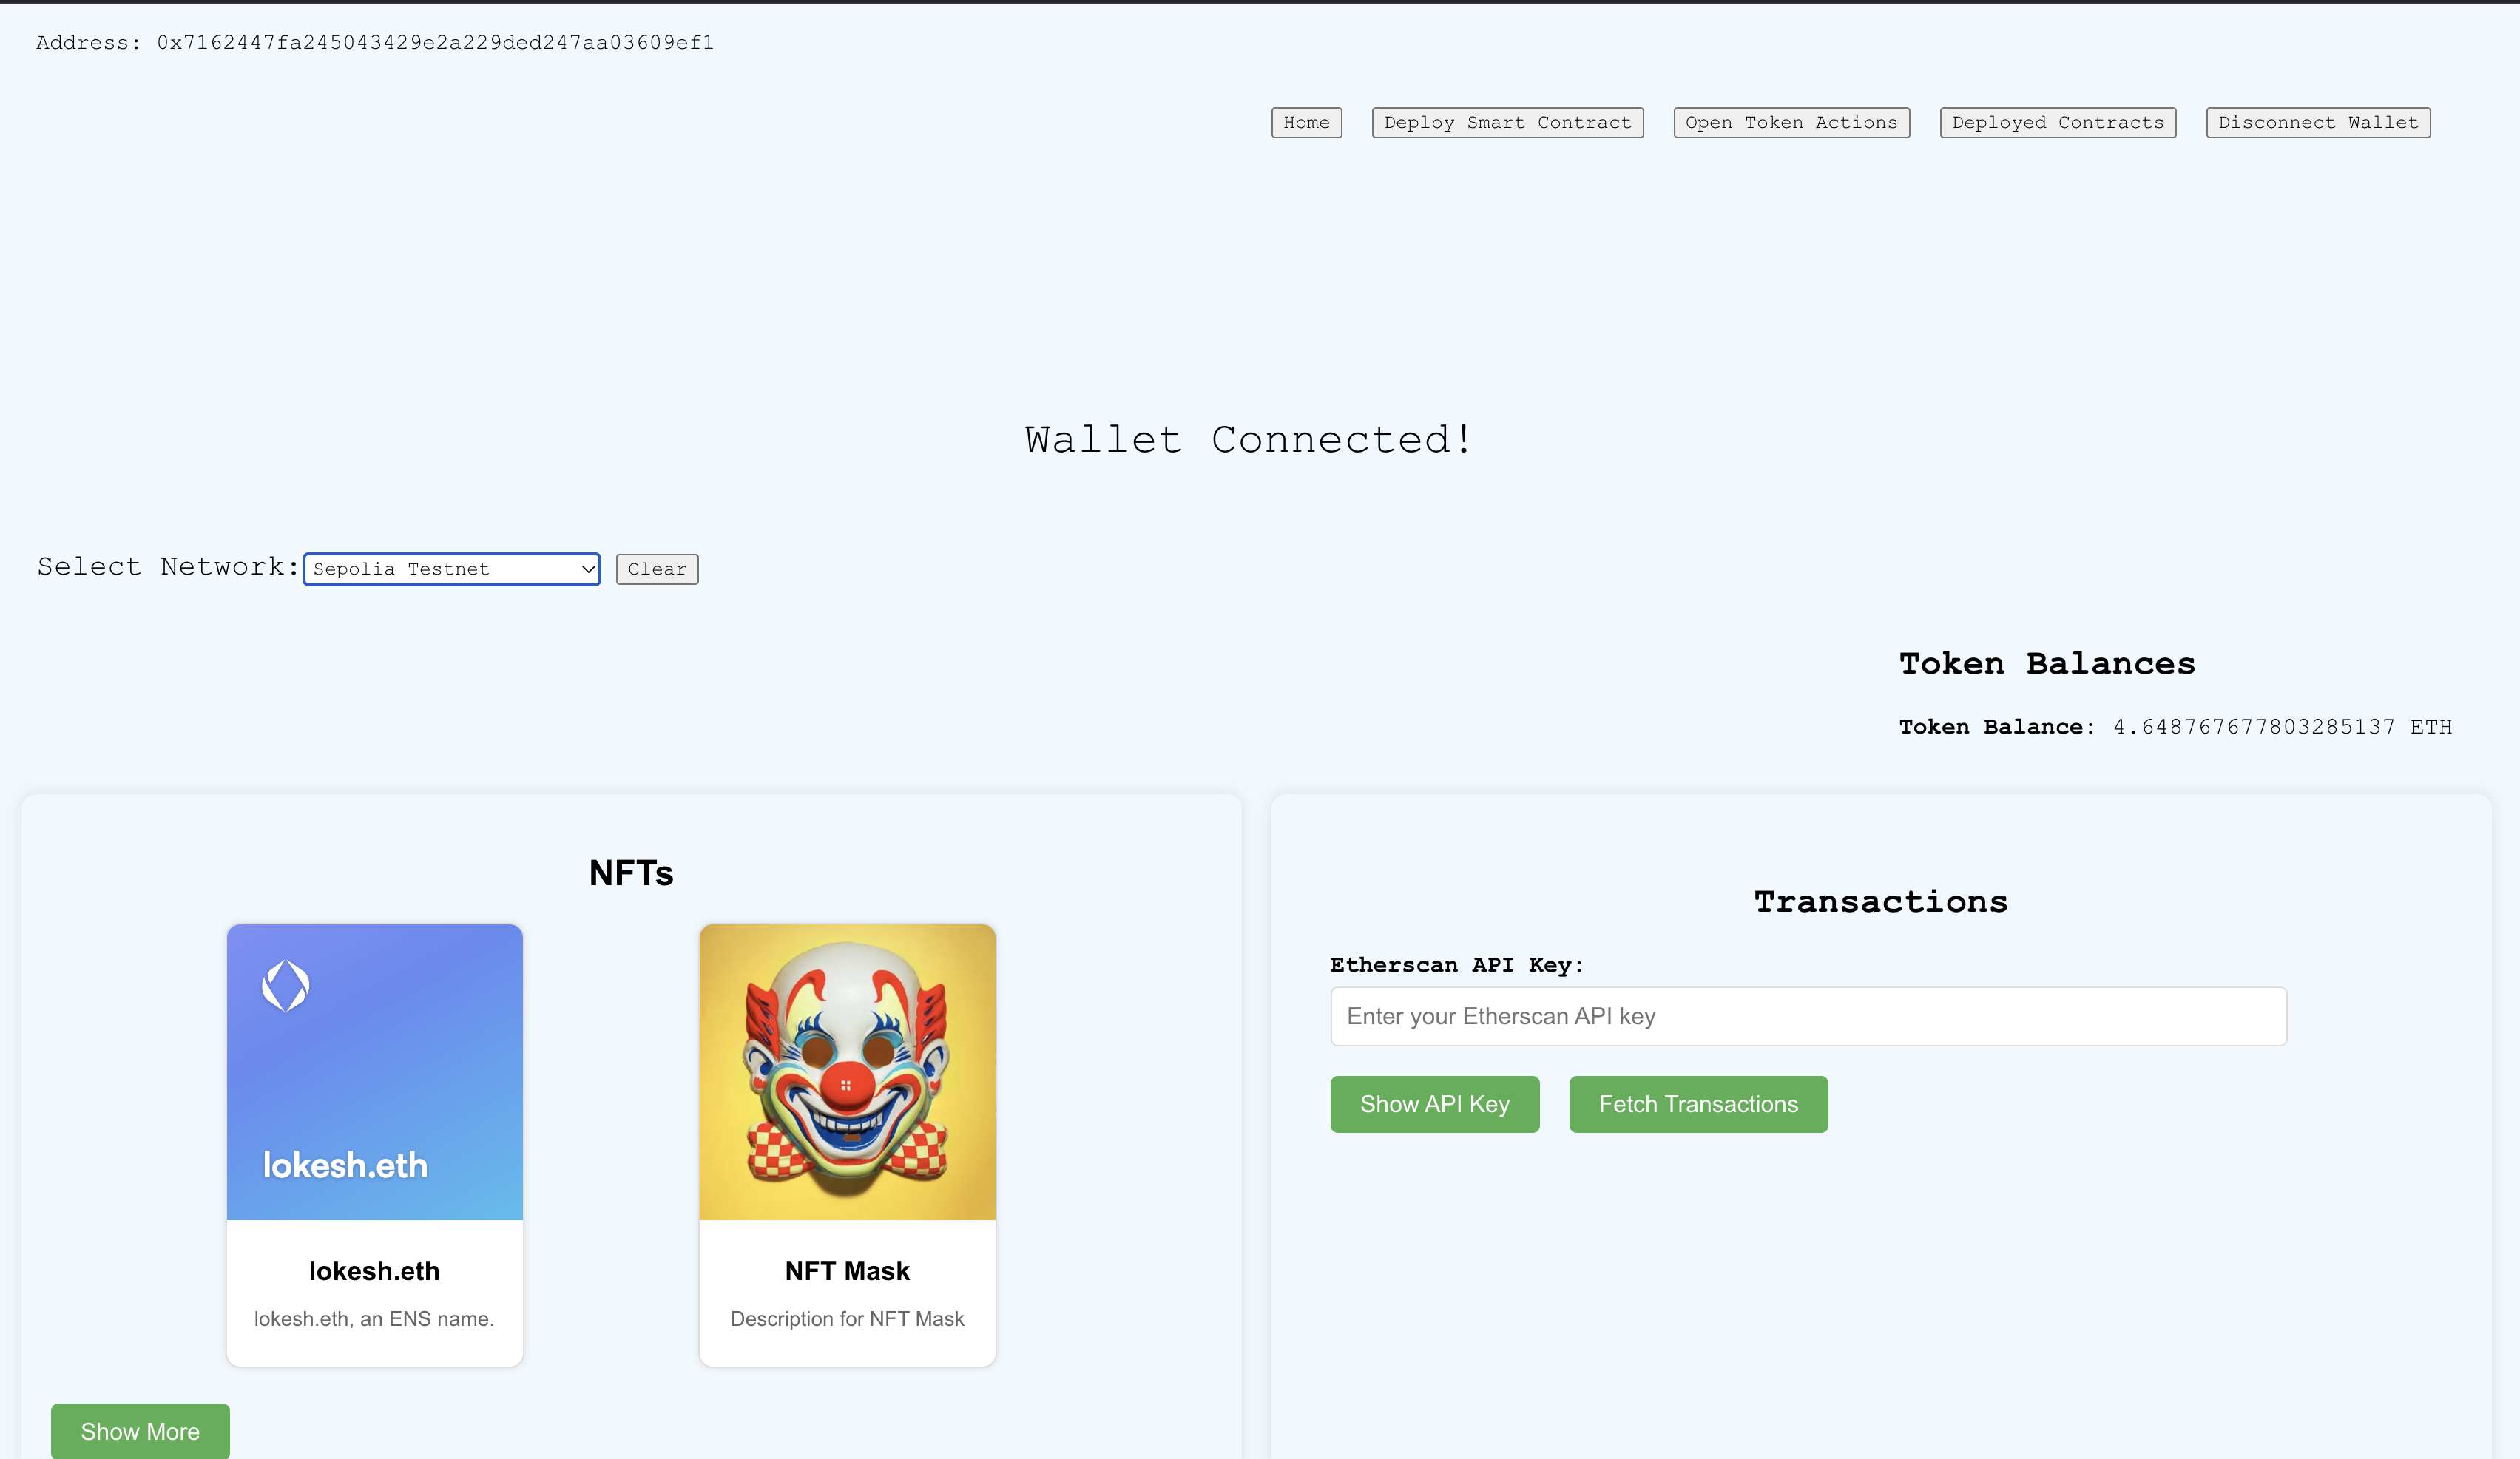 Address: 0x7162447fa245043429e2a229ded247aa03609ef1
Home
Deploy Smart Contract
Open Token Actions
Deployed Contracts
Disconnect Wallet
Wallet Connected!
Select Network:
Sepolia Testnet
Clear
Token Balances
Token Balance: 4.648767677803285137 ETH
NFTs
lokesh.eth
lokesh.eth
lokesh.eth, an ENS name.
NFT Mask
Description for NFT Mask
Show More
Transactions
Etherscan API Key:
Enter your Etherscan API key
Show API Key
Fetch Transactions